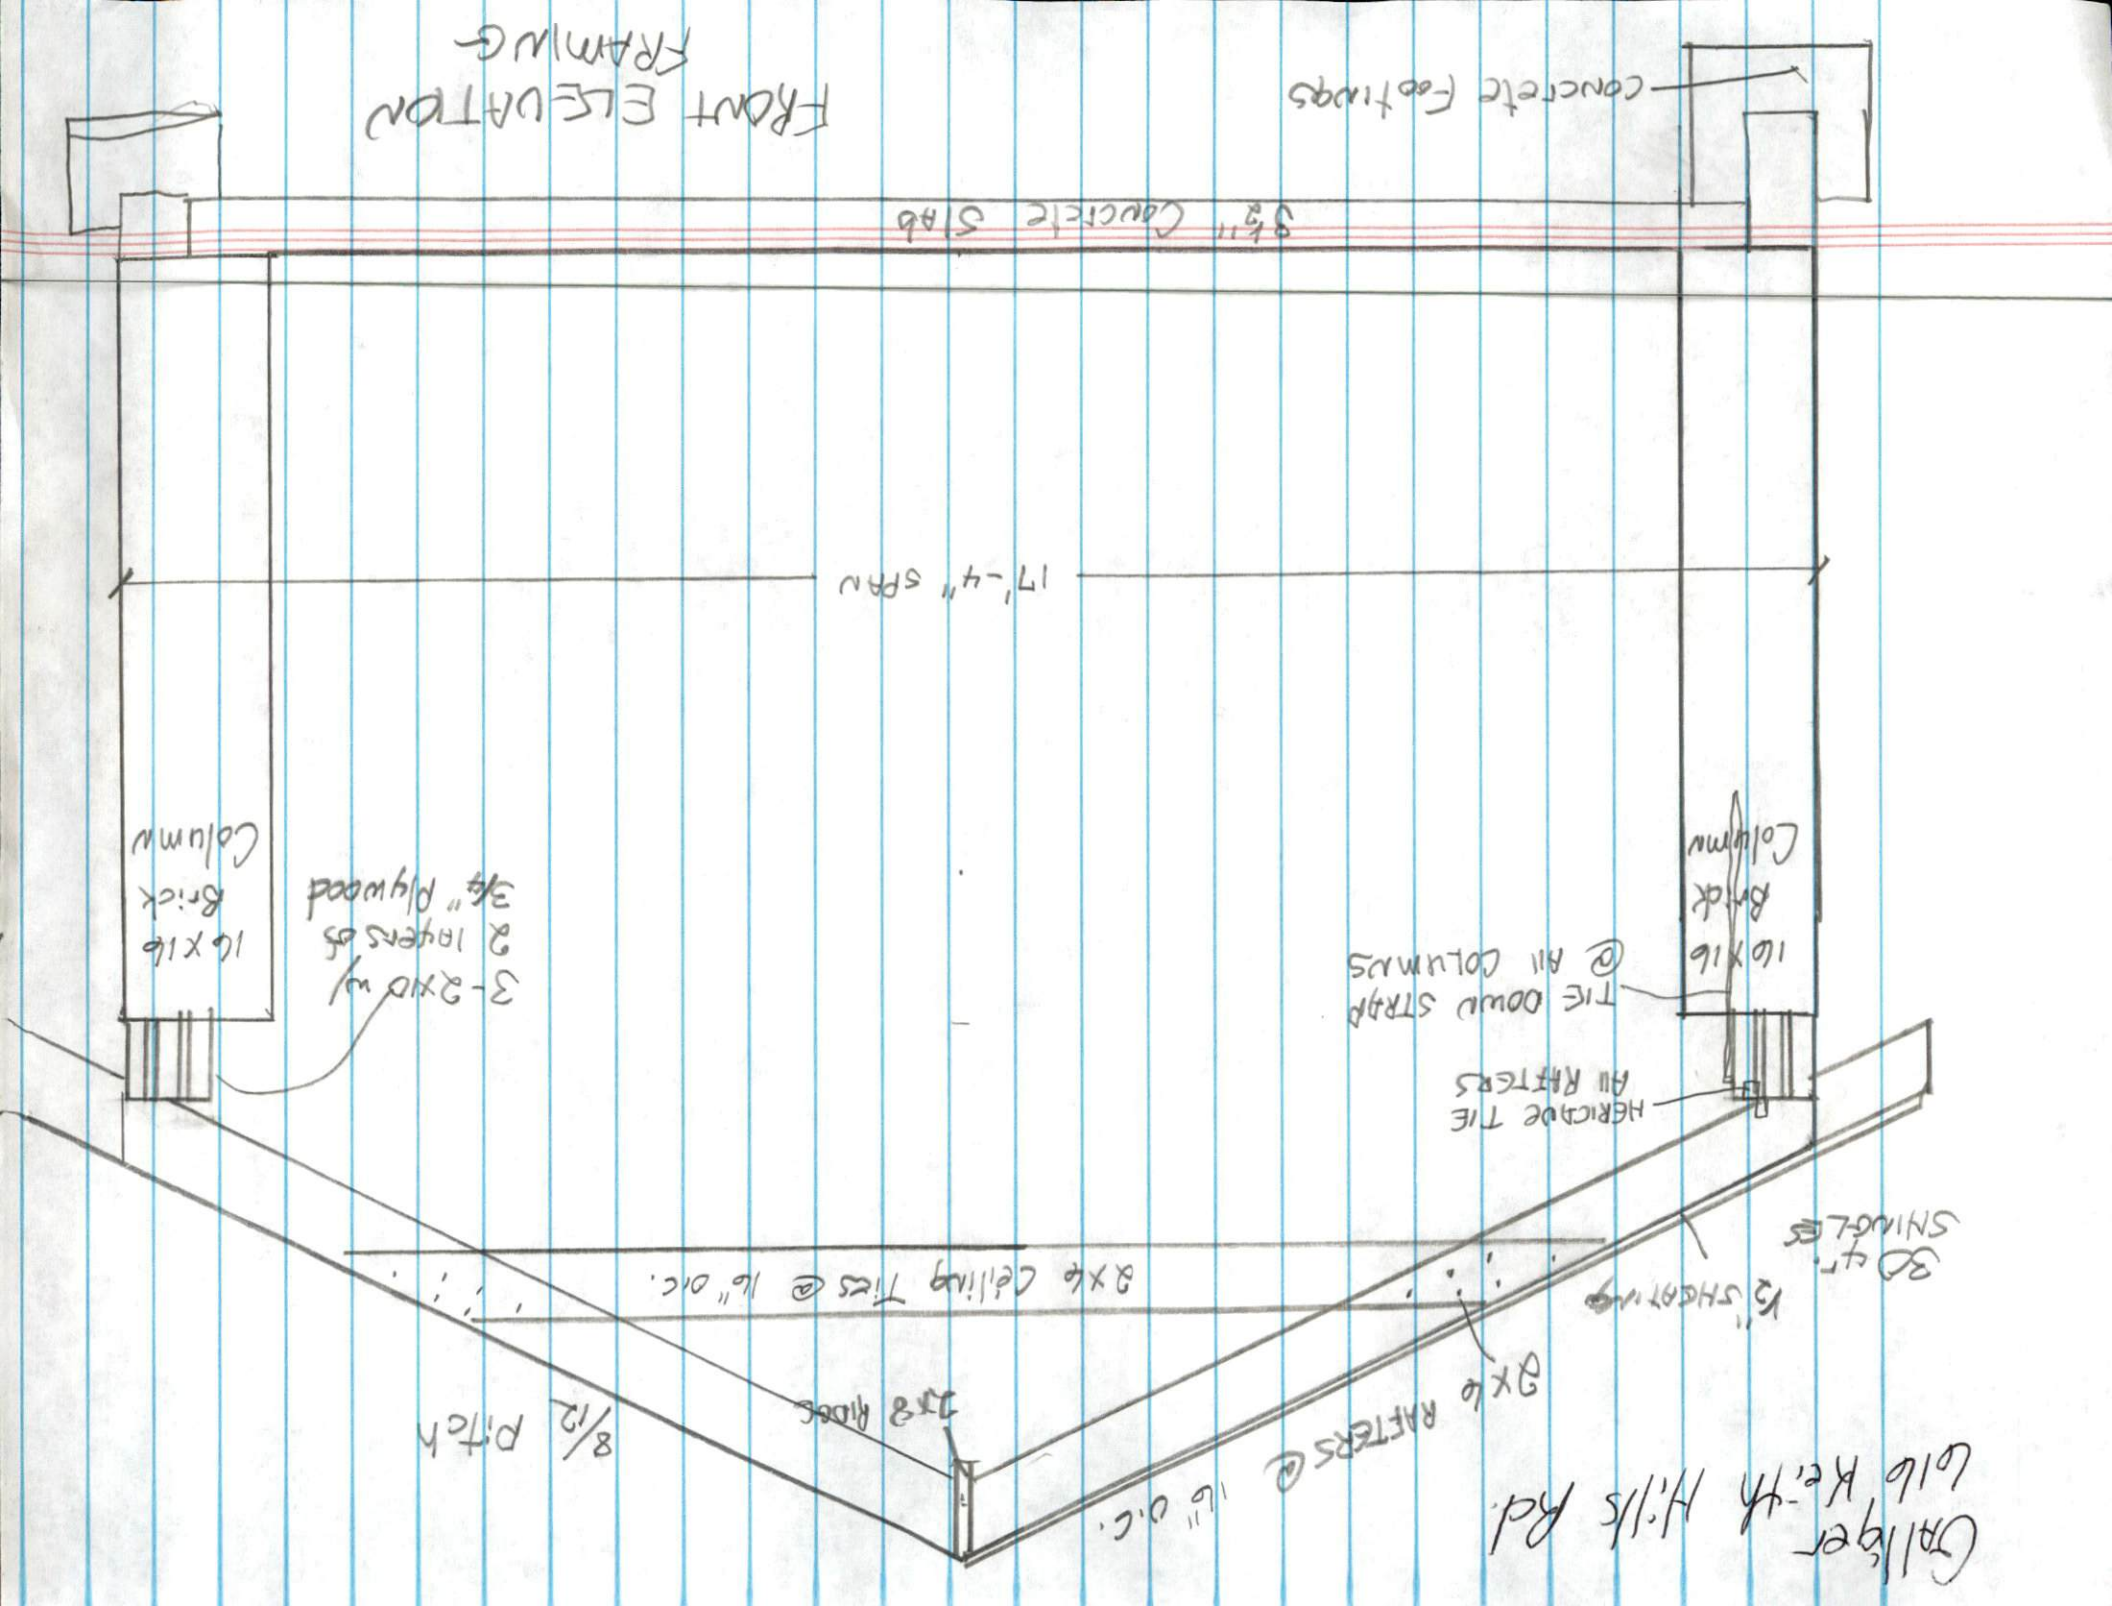 Galliger
616 Keith Hills Rd.
2x6 RAFTERS @ 16" O.C.
2x8 RIDGE
8/12 Pitch
1/2" SHEATING
30 yr.
SHINGLES
2x6 Ceiling Ties @ 16" O.C.
HERICANE TIE
All RAFTERS
TIE DOWN STRAP
@ All COLUMNS
3-2x10 w/
2 layers of
3/4" Plywood
16 x 16
Brick
Column
16 x 16
Brick
Column
17'-4" SPAN
3 1/2" Concrete Slab
Concrete Footings
FRONT ELEVATION
FRAMING